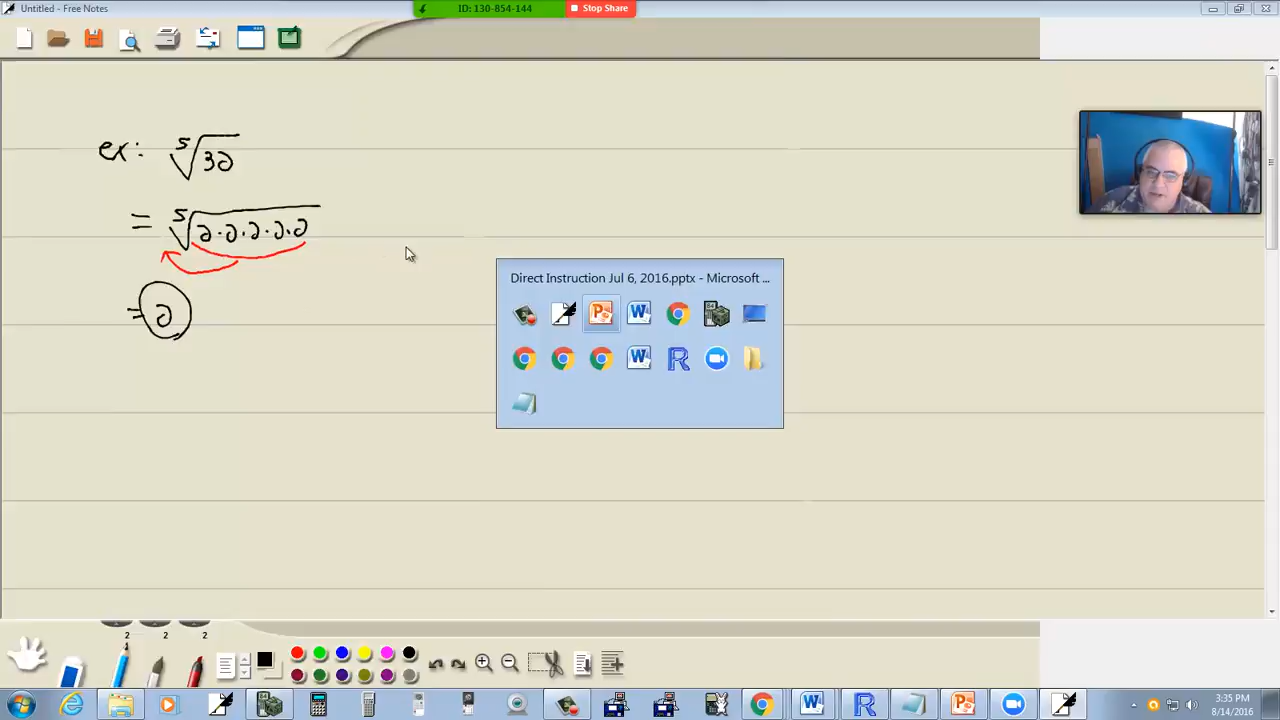 Untitled - Free Notes
ID: 130-854-144
Stop Share
ex: ⁵√32
= ⁵√2·2·2·2·2
= 2
Direct Instruction Jul 6, 2016.pptx - Microsoft ...
2 2 2
3:35 PM
8/14/2016